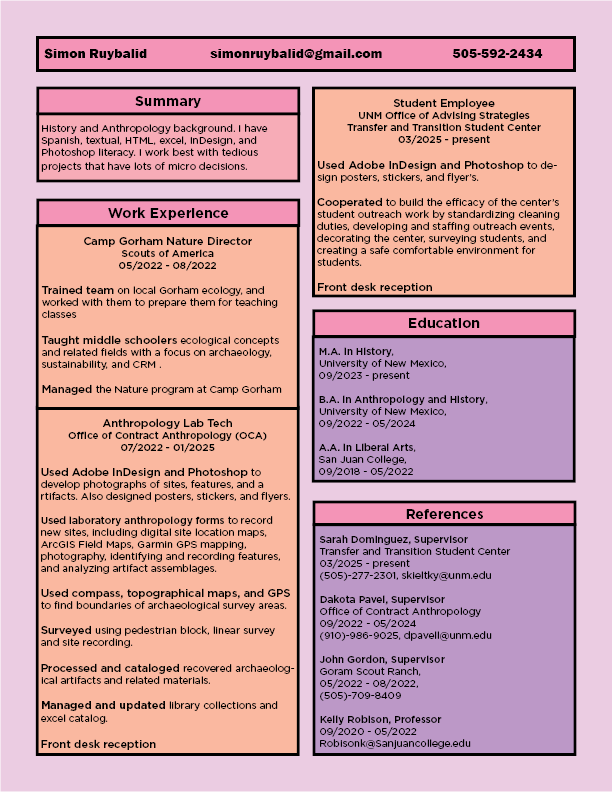 Simon Ruybalid simonruybalid@gmail.com 505-592-2434
Summary
History and Anthropology background. I have
Spanish, textual, HTML, excel, InDesign, and
Photoshop literacy. I work best with tedious
projects that have lots of micro decisions.
Work Experience
Camp Gorham Nature Director
Scouts of America
05/2022 - 08/2022
Trained team on local Gorham ecology, and
worked with them to prepare them for teaching
classes
Taught middle schoolers ecological concepts
and related fields with a focus on archaeology,
sustainability, and CRM .
Managed the Nature program at Camp Gorham
Anthropology Lab Tech
Office of Contract Anthropology (OCA)
07/2022 - 01/2025
Used Adobe InDesign and Photoshop to
develop photographs of sites, features, and a
rtifacts. Also designed posters, stickers, and flyers.
Used laboratory anthropology forms to record
new sites, including digital site location maps,
ArcGIS Field Maps, Garmin GPS mapping,
photography, identifying and recording features,
and analyzing artifact assemblages.
Used compass, topographical maps, and GPS
to find boundaries of archaeological survey areas.
Surveyed using pedestrian block, linear survey
and site recording.
Processed and cataloged recovered archaeolog-
ical artifacts and related materials.
Managed and updated library collections and
excel catalog.
Front desk reception
Student Employee
UNM Office of Advising Strategies
Transfer and Transition Student Center
03/2025 - present
Used Adobe InDesign and Photoshop to de-
sign posters, stickers, and flyer's.
Cooperated to build the efficacy of the center's
student outreach work by standardizing cleaning
duties, developing and staffing outreach events,
decorating the center, surveying students, and
creating a safe comfortable environment for
students.
Front desk reception
Education
M.A. in History,
University of New Mexico,
09/2023 - present
B.A. in Anthropology and History,
University of New Mexico,
09/2022 - 05/2024
A.A. in Liberal Arts,
San Juan College,
09/2018 - 05/2022
References
Sarah Dominguez, Supervisor
Transfer and Transition Student Center
03/2025 - present
(505)-277-2301, skieltky@unm.edu
Dakota Pavel, Supervisor
Office of Contract Anthropology
09/2022 - 05/2024
(910)-986-9025, dpavell@unm.edu
John Gordon, Supervisor
Goram Scout Ranch,
05/2022 - 08/2022,
(505)-709-8409
Kelly Robison, Professor
09/2020 - 05/2022
Robisonk@Sanjuancollege.edu